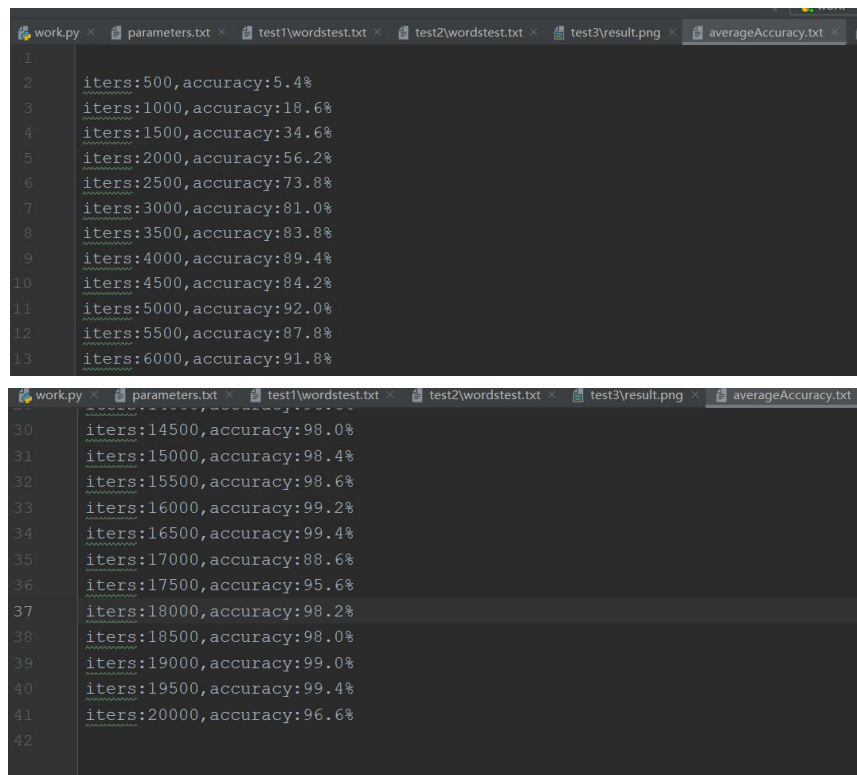 work.py parameters.txt test1\wordstest.txt test2\wordstest.txt test3\result.png averageAccuracy.txt
1
2 iters:500,accuracy:5.4%
3 iters:1000,accuracy:18.6%
4 iters:1500,accuracy:34.6%
5 iters:2000,accuracy:56.2%
6 iters:2500,accuracy:73.8%
7 iters:3000,accuracy:81.0%
8 iters:3500,accuracy:83.8%
9 iters:4000,accuracy:89.4%
10 iters:4500,accuracy:84.2%
11 iters:5000,accuracy:92.0%
12 iters:5500,accuracy:87.8%
13 iters:6000,accuracy:91.8%
work.py parameters.txt test1\wordstest.txt test2\wordstest.txt test3\result.png averageAccuracy.txt
30 iters:14500,accuracy:98.0%
31 iters:15000,accuracy:98.4%
32 iters:15500,accuracy:98.6%
33 iters:16000,accuracy:99.2%
34 iters:16500,accuracy:99.4%
35 iters:17000,accuracy:88.6%
36 iters:17500,accuracy:95.6%
37 iters:18000,accuracy:98.2%
38 iters:18500,accuracy:98.0%
39 iters:19000,accuracy:99.0%
40 iters:19500,accuracy:99.4%
41 iters:20000,accuracy:96.6%
42